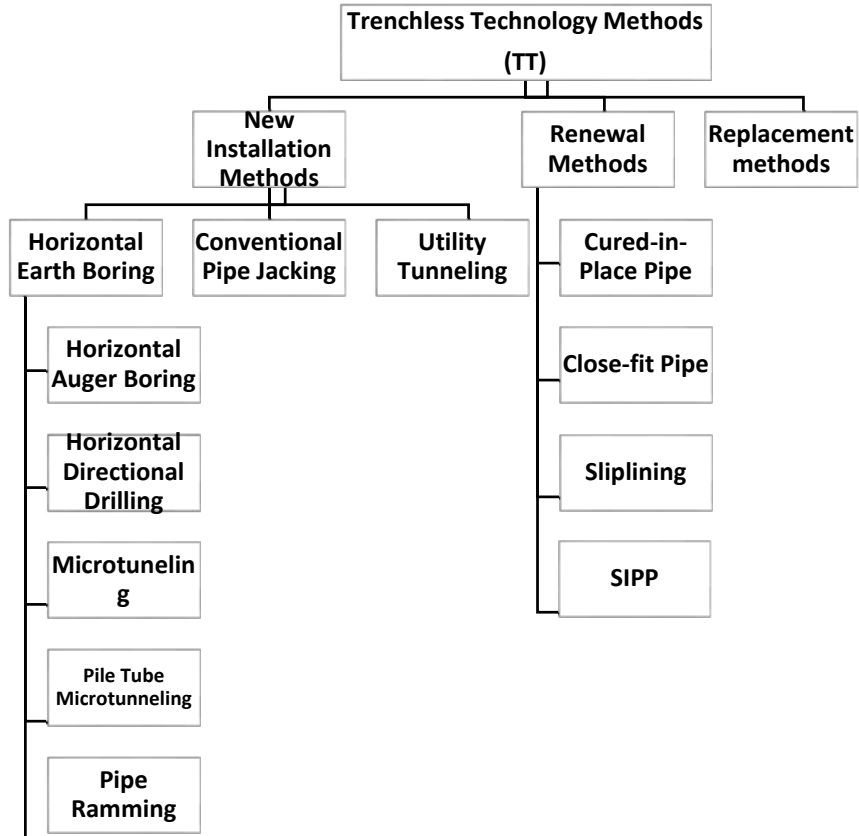 Trenchless Technology Methods
(TT)
New
Installation
Methods
Renewal
Methods
Replacement
methods
Horizontal
Earth Boring
Conventional
Pipe Jacking
Utility
Tunneling
Cured-in-
Place Pipe
Horizontal
Auger Boring
Close-fit Pipe
Horizontal
Directional
Drilling
Sliplining
Microtunelin
g
SIPP
Pile Tube
Microtunneling
Pipe
Ramming